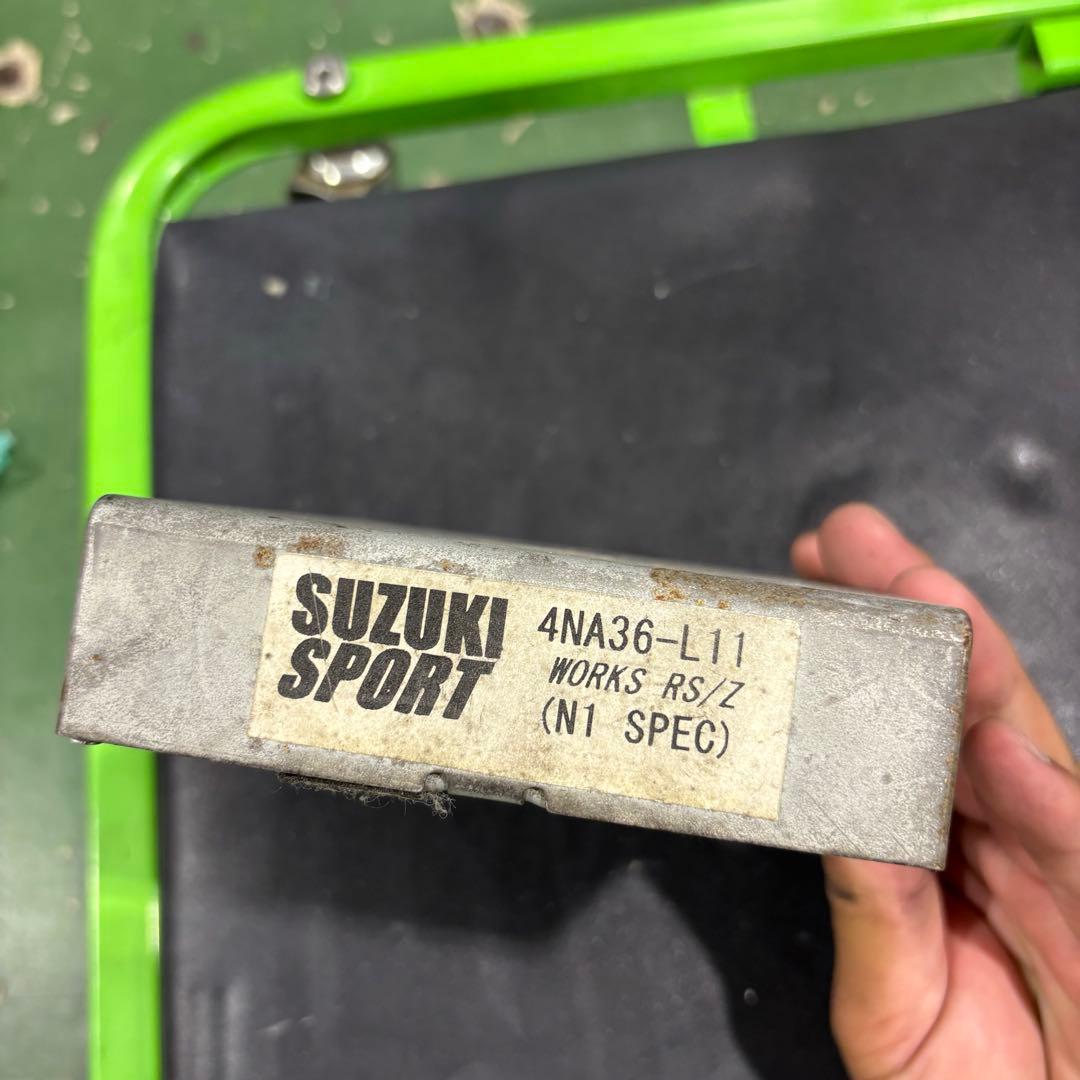 SUZUKI
SPORT
4NA36-L11
WORKS RS/Z
(N1 SPEC)